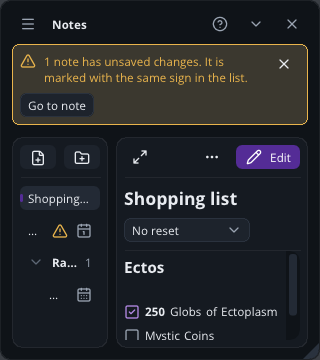 Notes
1 note has unsaved changes. It is
marked with the same sign in the list.
Go to note
Edit
Shopping...
Shopping list
...
No reset
Ra... 1
Ectos
...
250 Globs of Ectoplasm
Mystic Coins